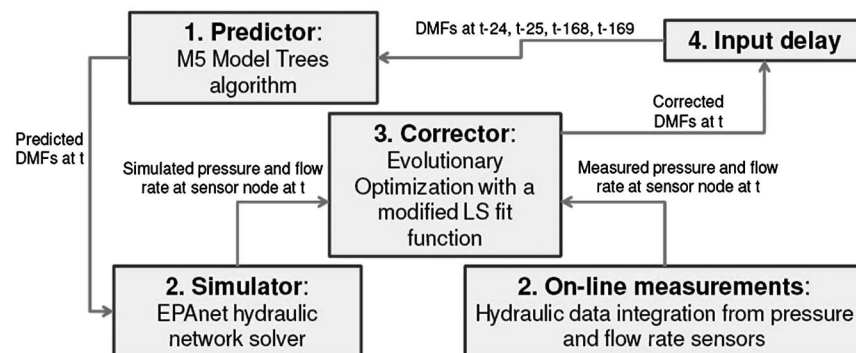 1. Predictor:
M5 Model Trees
algorithm
DMFs at t-24, t-25, t-168, t-169
4. Input delay
Predicted
DMFs at t
Corrected
DMFs at t
3. Corrector:
Evolutionary
Optimization with a
modified LS fit
function
Simulated pressure and flow
rate at sensor node at t
Measured pressure and flow
rate at sensor node at t
2. Simulator:
EPAnet hydraulic
network solver
2. On-line measurements:
Hydraulic data integration from pressure
and flow rate sensors